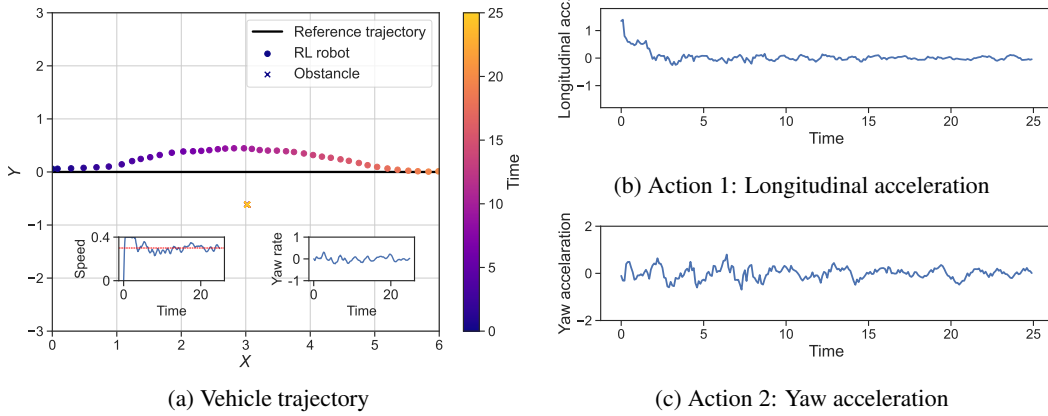 3
2
1
0
−1
−2
−3
Y
Reference trajectory
RL robot
Obstancle
0.4
0
Speed
0
20
Time
1
0
−1
Yaw rate
0
20
Time
0
1
2
3
4
5
6
X
25
20
15
10
5
0
Time
(a) Vehicle trajectory
1
0
−1
Longitudinal acc.
0
5
10
15
20
25
Time
(b) Action 1: Longitudinal acceleration
2
0
−2
Yaw accelaration
0
5
10
15
20
25
Time
(c) Action 2: Yaw acceleration